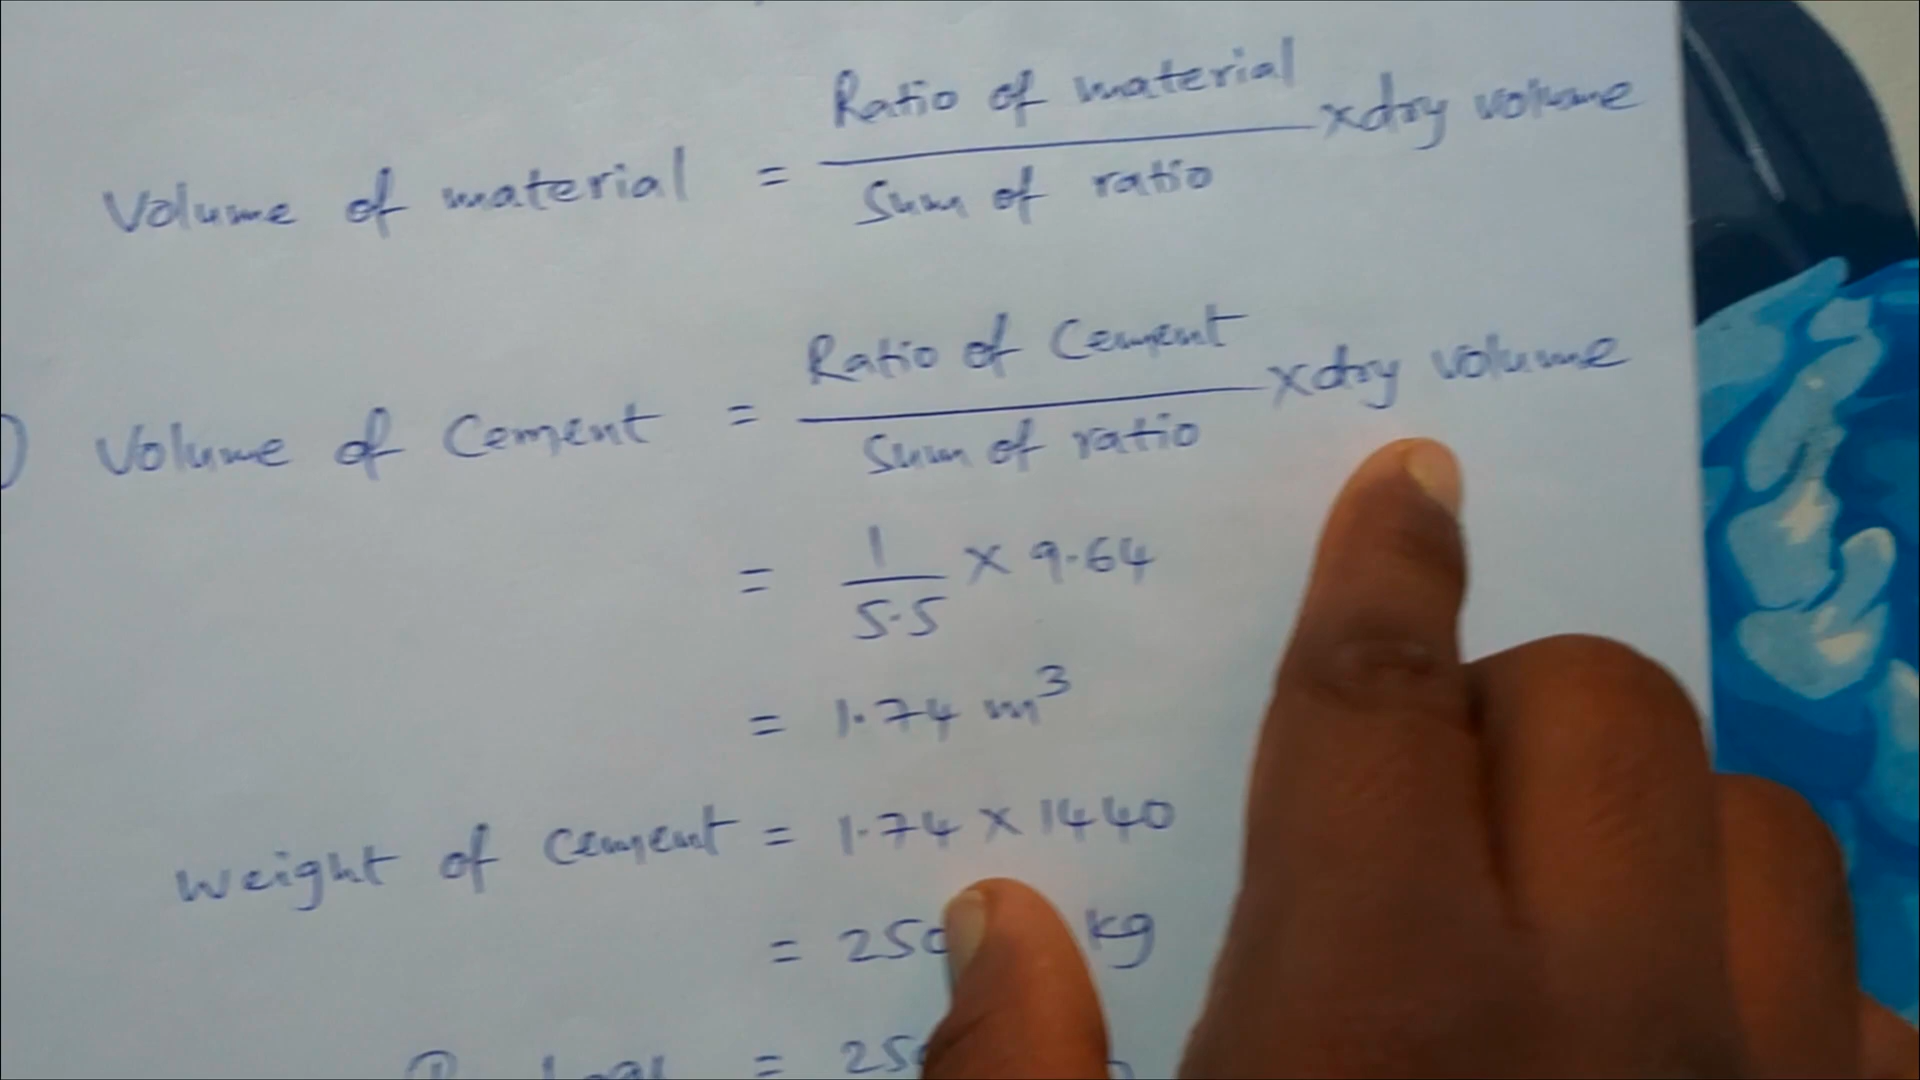 Ratio of material
Volume of material = ———— x dry volume
Sum of ratio
Ratio of Cement
) Volume of Cement = ———— x dry volume
Sum of ratio
= 1/5.5 x 9.64
= 1.74 m³
Weight of Cement = 1.74 x 1440
= 250 kg
= 25